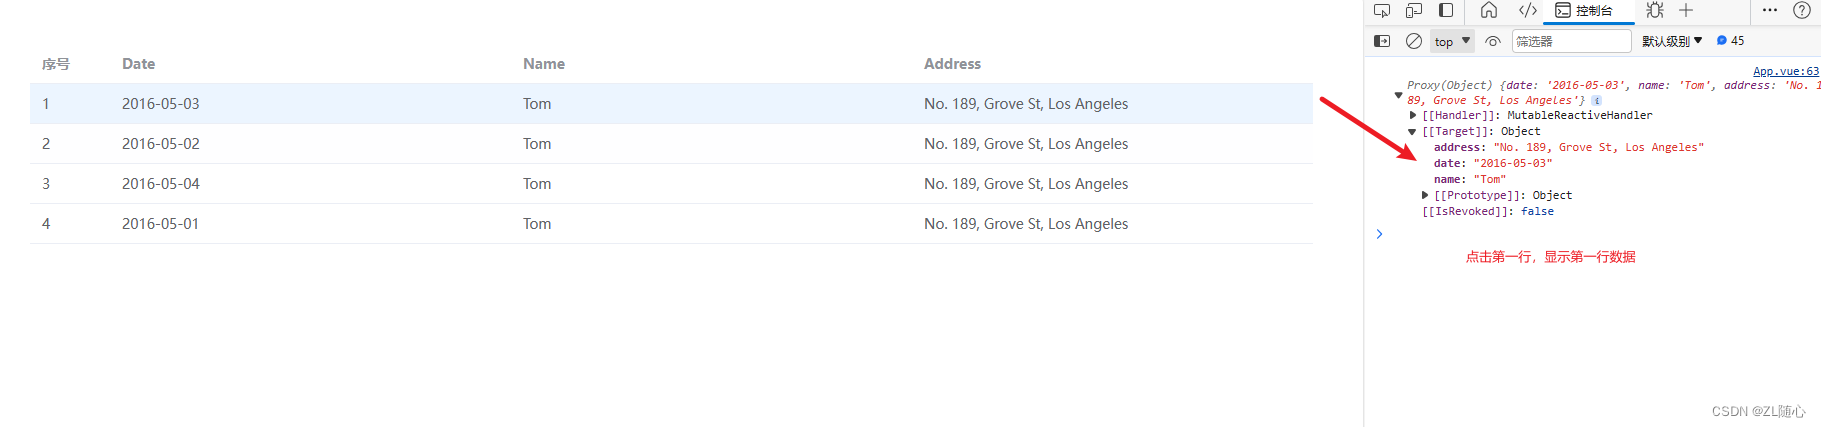 控制台
top
筛选器
默认级别
45
序号 Date Name Address
1 2016-05-03 Tom No. 189, Grove St, Los Angeles
2 2016-05-02 Tom No. 189, Grove St, Los Angeles
3 2016-05-04 Tom No. 189, Grove St, Los Angeles
4 2016-05-01 Tom No. 189, Grove St, Los Angeles
App.vue:63
Proxy(Object) {date: '2016-05-03', name: 'Tom', address: 'No. 1
89, Grove St, Los Angeles'} i
[[Handler]]: MutableReactiveHandler
[[Target]]: Object
address: "No. 189, Grove St, Los Angeles"
date: "2016-05-03"
name: "Tom"
[[Prototype]]: Object
[[IsRevoked]]: false
点击第一行，显示第一行数据
CSDN @ZL随心